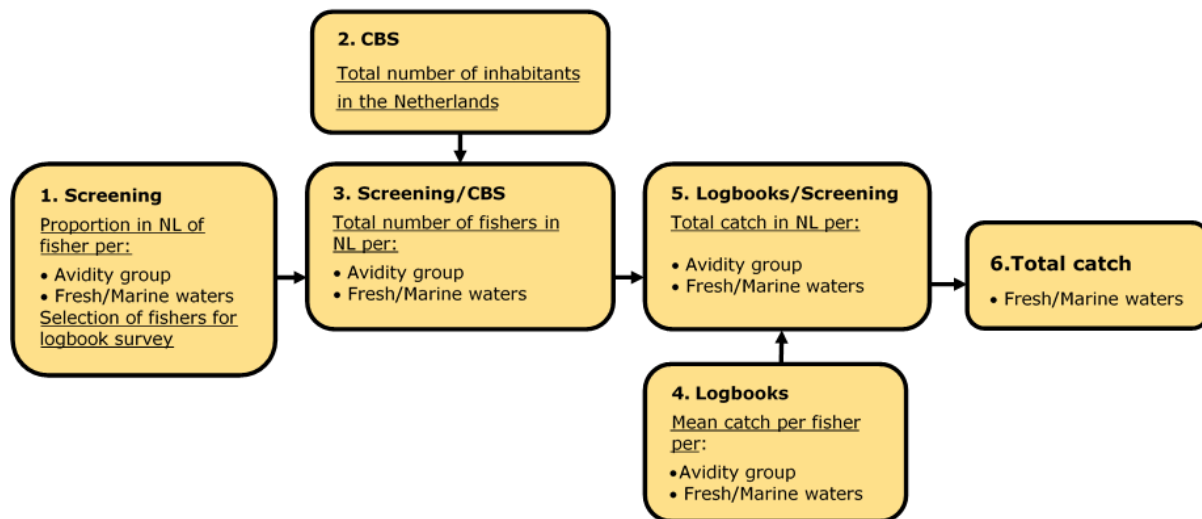 2. CBS
Total number of inhabitants
in the Netherlands
1. Screening
Proportion in NL of
fisher per:
• Avidity group
• Fresh/Marine waters
Selection of fishers for
logbook survey
3. Screening/CBS
Total number of fishers in
NL per:
• Avidity group
• Fresh/Marine waters
5. Logbooks/Screening
Total catch in NL per:
• Avidity group
• Fresh/Marine waters
6.Total catch
• Fresh/Marine waters
4. Logbooks
Mean catch per fisher
per:
•Avidity group
• Fresh/Marine waters